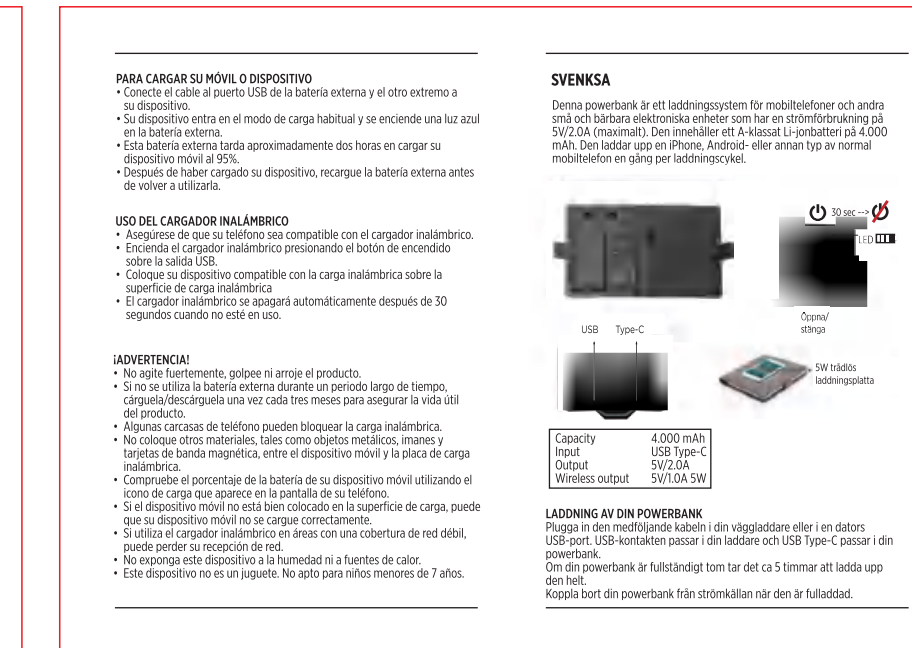 PARA CARGAR SU MÓVIL O DISPOSITIVO
• Conecte el cable al puerto USB de la batería externa y el otro extremo a
su dispositivo.
• Su dispositivo entra en el modo de carga habitual y se enciende una luz azul
en la batería externa.
• Esta batería externa tarda aproximadamente dos horas en cargar su
dispositivo móvil al 95%.
• Después de haber cargado su dispositivo, recargue la batería externa antes
de volver a utilizarla.
USO DEL CARGADOR INALÁMBRICO
• Asegúrese de que su teléfono sea compatible con el cargador inalámbrico.
• Encienda el cargador inalámbrico presionando el botón de encendido
sobre la salida USB.
• Coloque su dispositivo compatible con la carga inalámbrica sobre la
superficie de carga inalámbrica
• El cargador inalámbrico se apagará automáticamente después de 30
segundos cuando no esté en uso.
¡ADVERTENCIA!
• No agite fuertemente, golpee ni arroje el producto.
• Si no se utiliza la batería externa durante un periodo largo de tiempo,
cárguela/descárguela una vez cada tres meses para asegurar la vida útil
del producto.
• Algunas carcasas de teléfono pueden bloquear la carga inalámbrica.
• No coloque otros materiales, tales como objetos metálicos, imanes y
tarjetas de banda magnética, entre el dispositivo móvil y la placa de carga
inalámbrica.
• Compruebe el porcentaje de la batería de su dispositivo móvil utilizando el
icono de carga que aparece en la pantalla de su teléfono.
• Si el dispositivo móvil no está bien colocado en la superficie de carga, puede
que su dispositivo móvil no se cargue correctamente.
• Si utiliza el cargador inalámbrico en áreas con una cobertura de red débil,
puede perder su recepción de red.
• No exponga este dispositivo a la humedad ni a fuentes de calor.
• Este dispositivo no es un juguete. No apto para niños menores de 7 años.
SVENKSA
Denna powerbank är ett laddningssystem för mobiltelefoner och andra
små och bärbara elektroniska enheter som har en strömförbrukning på
5V/2.0A (maximalt). Den innehåller ett A-klassat Li-jonbatteri på 4.000
mAh. Den laddar upp en iPhone, Android- eller annan typ av normal
mobiltelefon en gång per laddningscykel.
30 sec -->
LED
Öppna/
stänga
USB Type-C
5W trådlös
laddningsplatta
Capacity 4.000 mAh
Input USB Type-C
Output 5V/2.0A
Wireless output 5V/1.0A 5W
LADDNING AV DIN POWERBANK
Plugga in den medföljande kabeln i din väggladdare eller i en dators
USB-port. USB-kontakten passar i din laddare och USB Type-C passar i din
powerbank.
Om din powerbank är fullständigt tom tar det ca 5 timmar att ladda upp
den helt.
Koppla bort din powerbank från strömkällan när den är fulladdad.